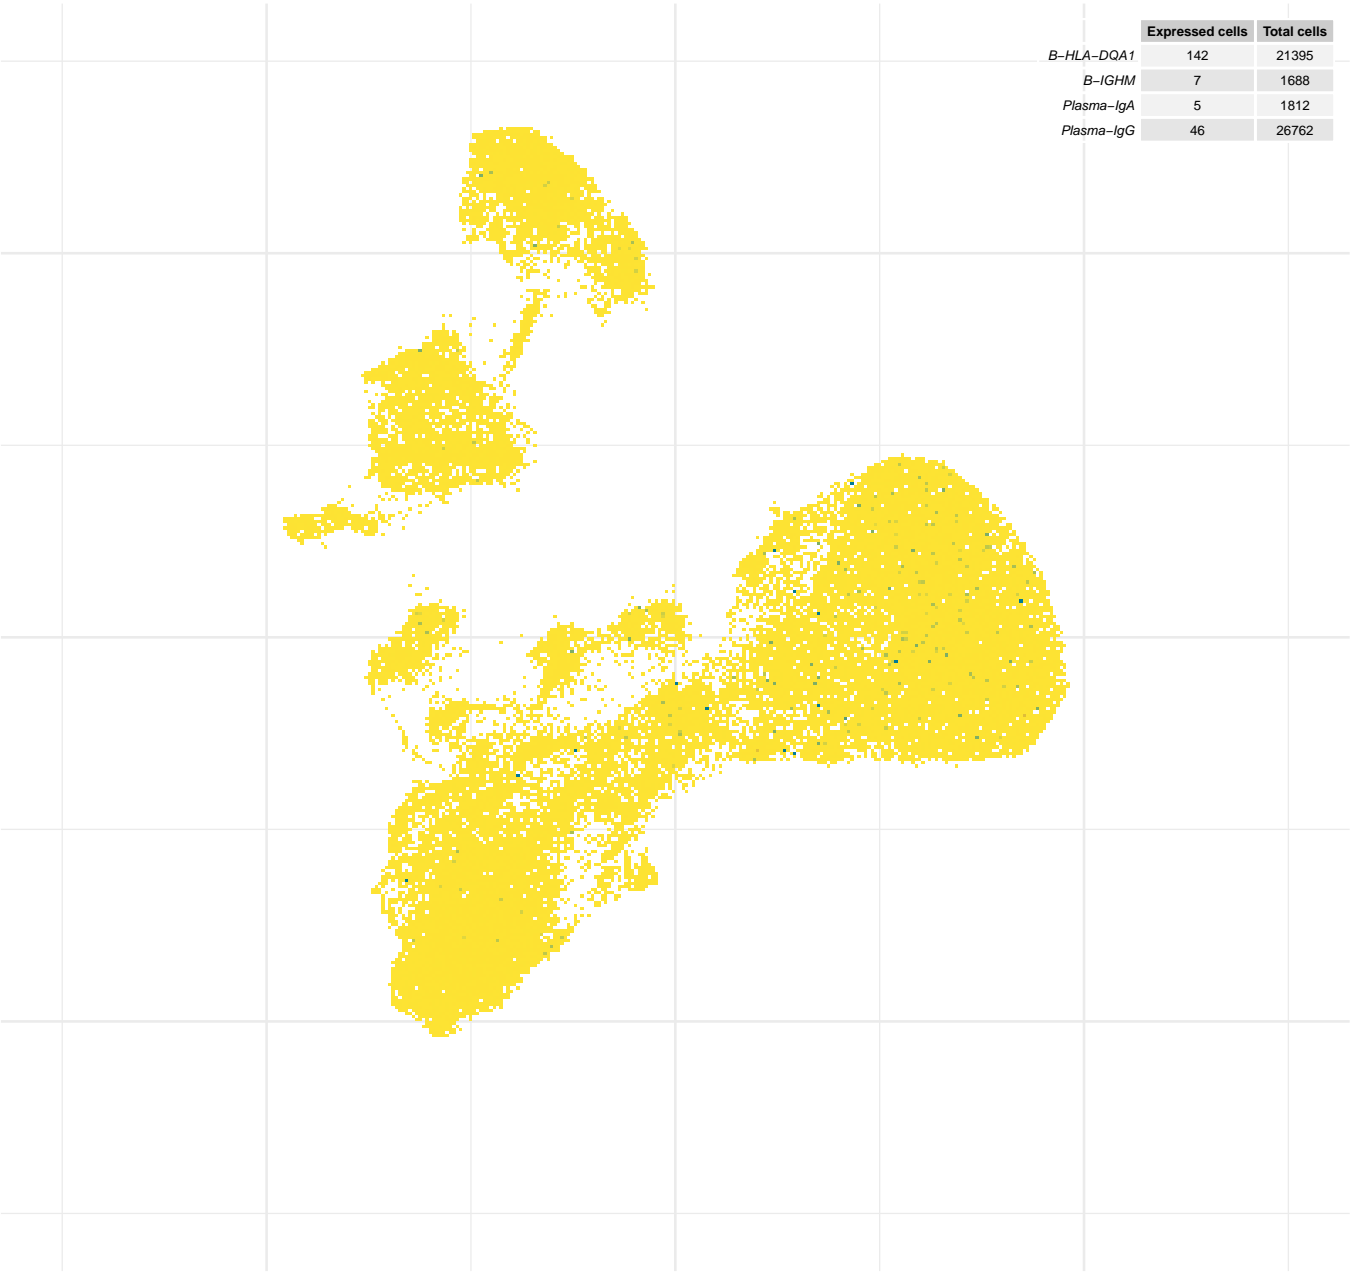 Expressed cells Total cells
B−HLA−DQA1 142 21395
B−IGHM 7 1688
Plasma−IgA 5 1812
Plasma−IgG 46 26762